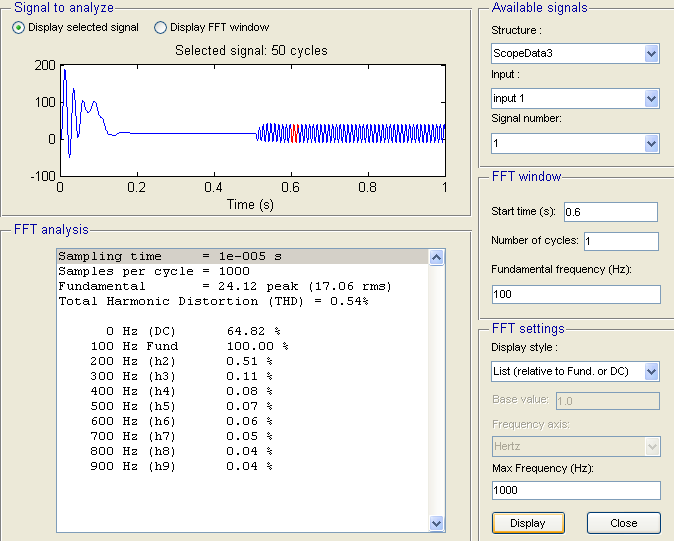 Signal to analyze
Display selected signal Display FFT window
Selected signal: 50 cycles
200
100
0
-100
0 0.2 0.4 0.6 0.8 1
Time (s)
FFT analysis
Sampling time = 1e-005 s
Samples per cycle = 1000
Fundamental = 24.12 peak (17.06 rms)
Total Harmonic Distortion (THD) = 0.54%
0 Hz (DC) 64.82 %
100 Hz Fund 100.00 %
200 Hz (h2) 0.51 %
300 Hz (h3) 0.11 %
400 Hz (h4) 0.08 %
500 Hz (h5) 0.07 %
600 Hz (h6) 0.06 %
700 Hz (h7) 0.05 %
800 Hz (h8) 0.04 %
900 Hz (h9) 0.04 %
Available signals
Structure :
ScopeData3
Input :
input 1
Signal number:
1
FFT window
Start time (s): 0.6
Number of cycles: 1
Fundamental frequency (Hz):
100
FFT settings
Display style :
List (relative to Fund. or DC)
Base value: 1.0
Frequency axis:
Hertz
Max Frequency (Hz):
1000
Display Close